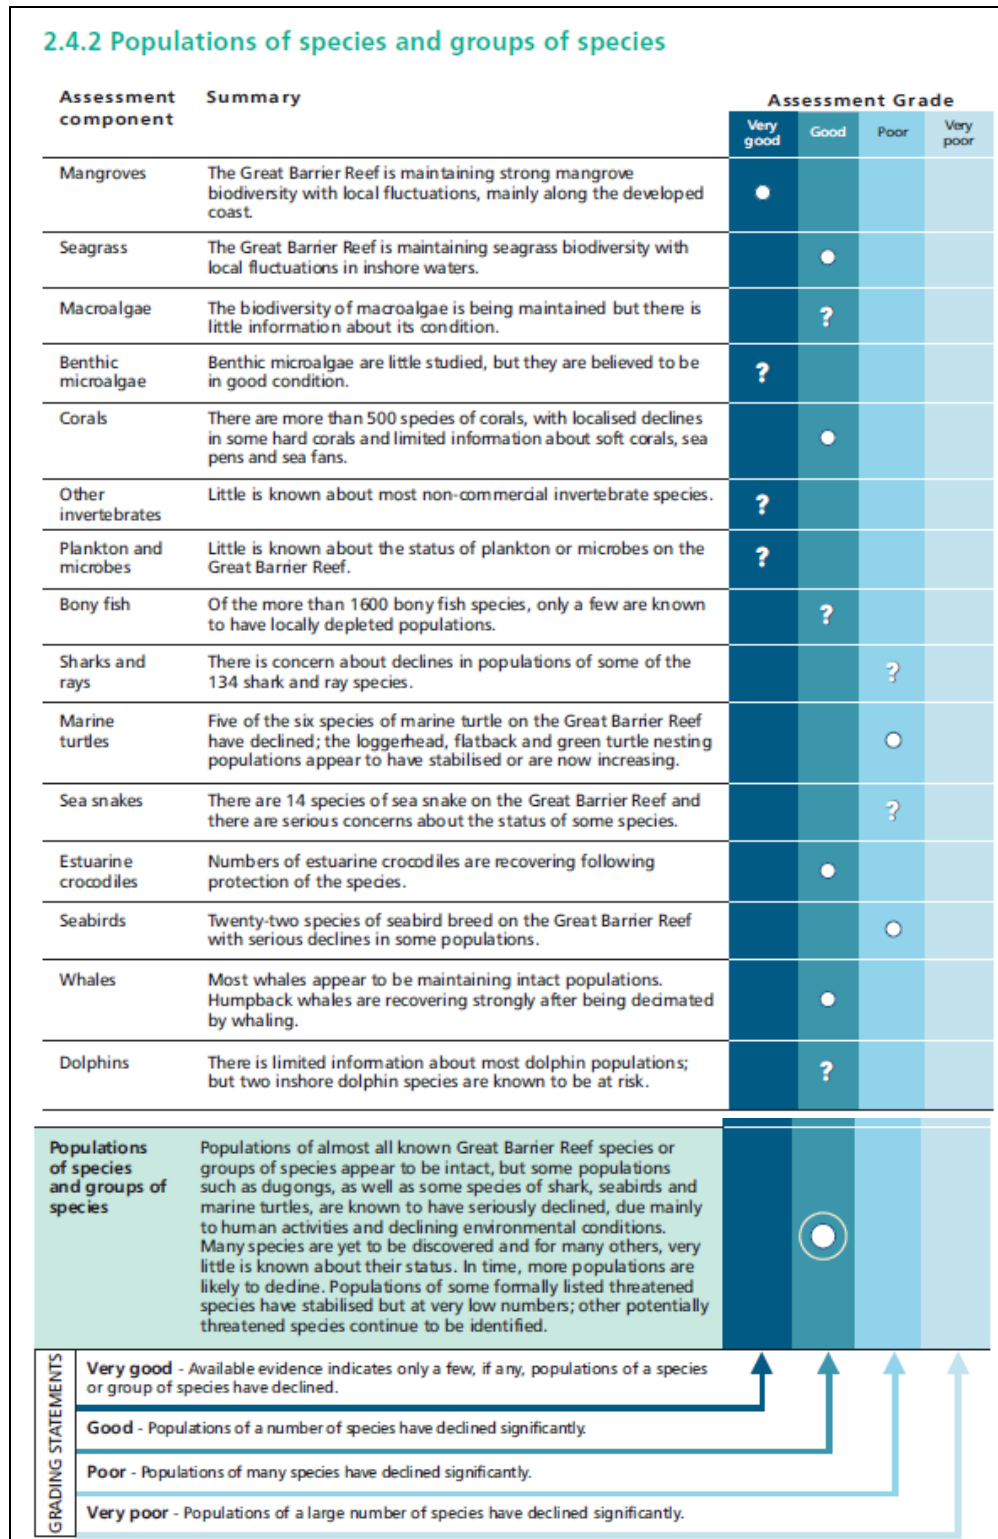 2.4.2 Populations of species and groups of species
Assessment component
Summary
Assessment Grade
Very good
Good
Poor
Very poor
Mangroves
The Great Barrier Reef is maintaining strong mangrove
biodiversity with local fluctuations, mainly along the developed
coast.
Seagrass
The Great Barrier Reef is maintaining seagrass biodiversity with
local fluctuations in inshore waters.
Macroalgae
The biodiversity of macroalgae is being maintained but there is
little information about its condition.
?
Benthic
microalgae
Benthic microalgae are little studied, but they are believed to be
in good condition.
?
Corals
There are more than 500 species of corals, with localised declines
in some hard corals and limited information about soft corals, sea
pens and sea fans.
Other
invertebrates
Little is known about most non-commercial invertebrate species.
?
Plankton and
microbes
Little is known about the status of plankton or microbes on the
Great Barrier Reef.
?
Bony fish
Of the more than 1600 bony fish species, only a few are known
to have locally depleted populations.
?
Sharks and
rays
There is concern about declines in populations of some of the
134 shark and ray species.
?
Marine
turtles
Five of the six species of marine turtle on the Great Barrier Reef
have declined; the loggerhead, flatback and green turtle nesting
populations appear to have stabilised or are now increasing.
Sea snakes
There are 14 species of sea snake on the Great Barrier Reef and
there are serious concerns about the status of some species.
?
Estuarine
crocodiles
Numbers of estuarine crocodiles are recovering following
protection of the species.
Seabirds
Twenty-two species of seabird breed on the Great Barrier Reef
with serious declines in some populations.
Whales
Most whales appear to be maintaining intact populations.
Humpback whales are recovering strongly after being decimated
by whaling.
Dolphins
There is limited information about most dolphin populations;
but two inshore dolphin species are known to be at risk.
?
Populations
of species
and groups of
species
Populations of almost all known Great Barrier Reef species or
groups of species appear to be intact, but some populations
such as dugongs, as well as some species of shark, seabirds and
marine turtles, are known to have seriously declined, due mainly
to human activities and declining environmental conditions.
Many species are yet to be discovered and for many others, very
little is known about their status. In time, more populations are
likely to decline. Populations of some formally listed threatened
species have stabilised but at very low numbers; other potentially
threatened species continue to be identified.
GRADING STATEMENTS
Very good - Available evidence indicates only a few, if any, populations of a species
or group of species have declined.
Good - Populations of a number of species have declined significantly.
Poor - Populations of many species have declined significantly.
Very poor - Populations of a large number of species have declined significantly.